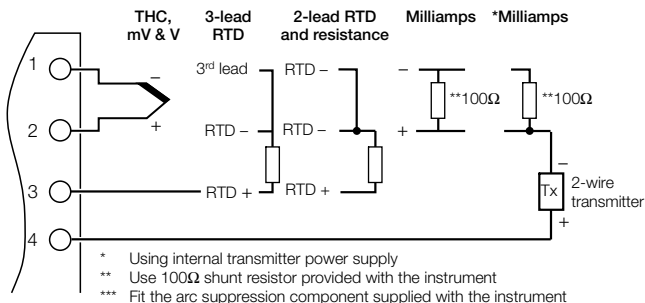 THC, mV & V
3-lead RTD
2-lead RTD and resistance
Milliamps
*Milliamps
1
2
3
4
–
+
3rd lead
RTD –
RTD +
RTD –
RTD –
RTD +
–
+
**100Ω
**100Ω
–
Tx
+
2-wire transmitter
* Using internal transmitter power supply
** Use 100Ω shunt resistor provided with the instrument
*** Fit the arc suppression component supplied with the instrument